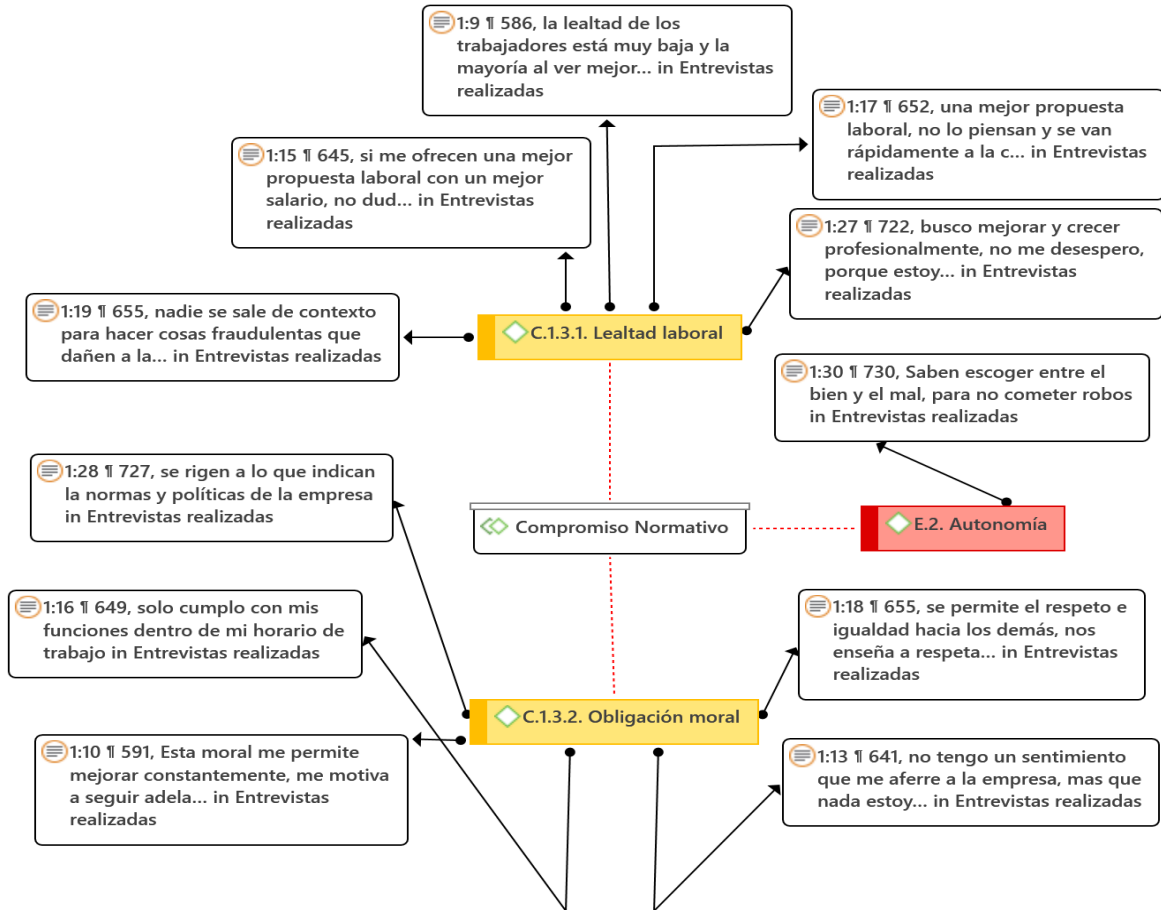 1:9 ¶ 586, la lealtad de los
trabajadores está muy baja y la
mayoría al ver mejor... in Entrevistas
realizadas
1:17 ¶ 652, una mejor propuesta
laboral, no lo piensan y se van
rápidamente a la c... in Entrevistas
realizadas
1:15 ¶ 645, si me ofrecen una mejor
propuesta laboral con un mejor
salario, no dud... in Entrevistas
realizadas
1:27 ¶ 722, busco mejorar y crecer
profesionalmente, no me desespero,
porque estoy... in Entrevistas
realizadas
1:19 ¶ 655, nadie se sale de contexto
para hacer cosas fraudulentas que
dañen a la... in Entrevistas realizadas
C.1.3.1. Lealtad laboral
1:30 ¶ 730, Saben escoger entre el
bien y el mal, para no cometer robos
in Entrevistas realizadas
1:28 ¶ 727, se rigen a lo que indican
la normas y políticas de la empresa
in Entrevistas realizadas
Compromiso Normativo
E.2. Autonomía
1:16 ¶ 649, solo cumplo con mis
funciones dentro de mi horario de
trabajo in Entrevistas realizadas
1:18 ¶ 655, se permite el respeto e
igualdad hacia los demás, nos
enseña a respeta... in Entrevistas
realizadas
C.1.3.2. Obligación moral
1:10 ¶ 591, Esta moral me permite
mejorar constantemente, me motiva
a seguir adela... in Entrevistas
realizadas
1:13 ¶ 641, no tengo un sentimiento
que me aferre a la empresa, mas que
nada estoy... in Entrevistas realizadas